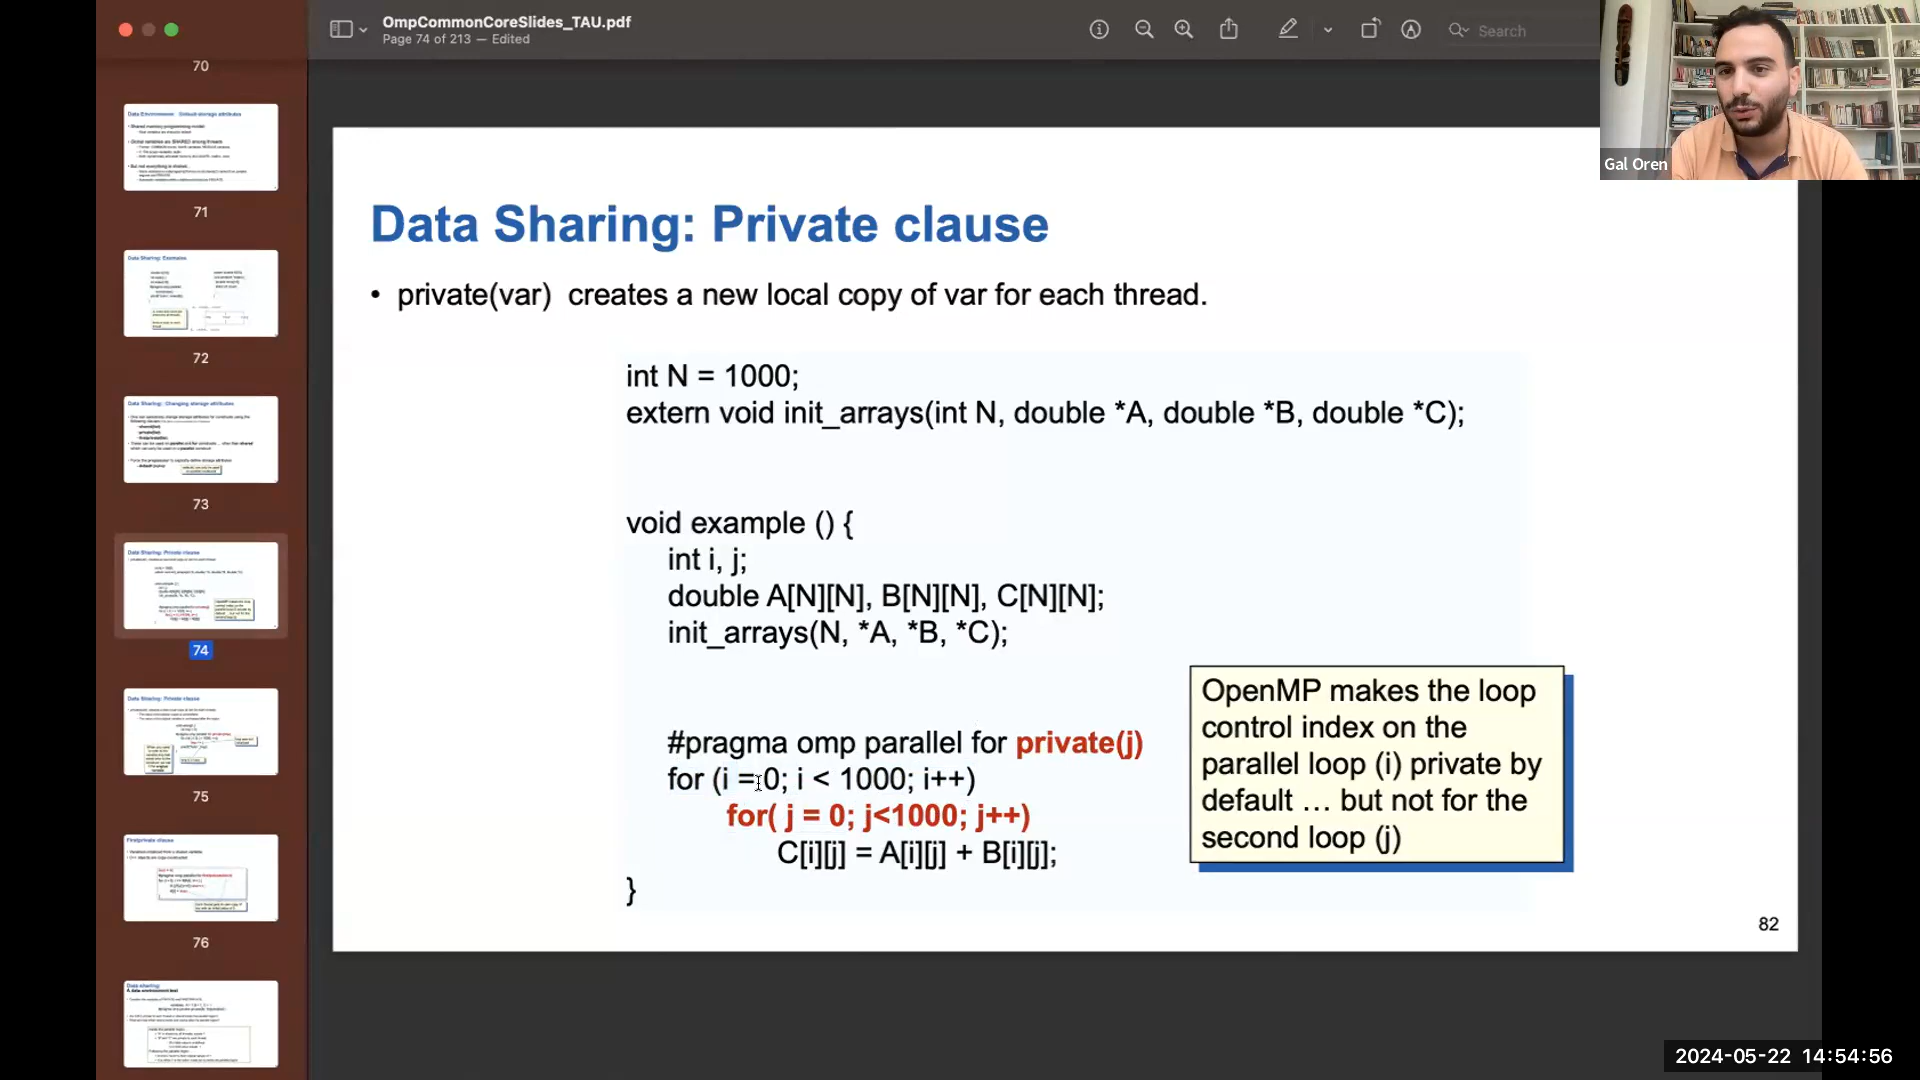 OmpCommonCoreSlides_TAU.pdf
Page 74 of 213 — Edited
Search
Gal Oren
70
71
72
73
74
75
76
Data Sharing: Private clause
• private(var) creates a new local copy of var for each thread.
int N = 1000;
extern void init_arrays(int N, double *A, double *B, double *C);
void example () {
int i, j;
double A[N][N], B[N][N], C[N][N];
init_arrays(N, *A, *B, *C);
#pragma omp parallel for private(j)
for (i = 0; i < 1000; i++)
for( j = 0; j<1000; j++)
C[i][j] = A[i][j] + B[i][j];
}
OpenMP makes the loop
control index on the
parallel loop (i) private by
default … but not for the
second loop (j)
82
2024-05-22 14:54:56